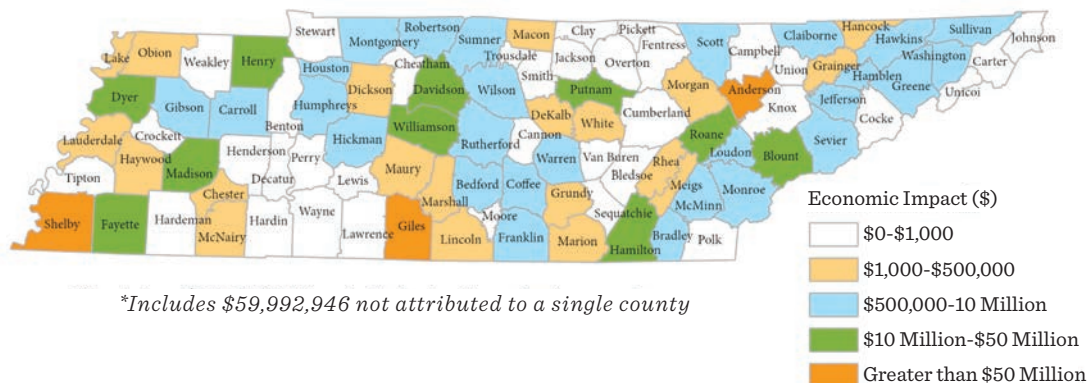 Stewart
Montgomery
Robertson
Sumner
Macon
Clay
Pickett
Fentress
Scott
Claiborne
Hancock
Hawkins
Sullivan
Johnson
Lake
Obion
Weakley
Henry
Houston
Cheatham
Trousdale
Jackson
Overton
Campbell
Union
Grainger
Hamblen
Washington
Carter
Greene
Unicoi
Dyer
Gibson
Carroll
Humphreys
Dickson
Davidson
Wilson
Smith
Putnam
Morgan
Anderson
Knox
Jefferson
Cocke
Crockett
Benton
Hickman
Williamson
Rutherford
DeKalb
White
Cumberland
Roane
Loudon
Blount
Sevier
Lauderdale
Haywood
Madison
Henderson
Decatur
Perry
Cannon
Warren
Van Buren
Bledsoe
Rhea
Meigs
McMinn
Monroe
Tipton
Chester
Lewis
Maury
Marshall
Bedford
Coffee
Grundy
Sequatchie
Shelby
Fayette
Hardeman
McNairy
Hardin
Wayne
Lawrence
Giles
Lincoln
Moore
Franklin
Marion
Hamilton
Bradley
Polk
Economic Impact ($)
$0-$1,000
$1,000-$500,000
$500,000-10 Million
$10 Million-$50 Million
Greater than $50 Million
*Includes $59,992,946 not attributed to a single county